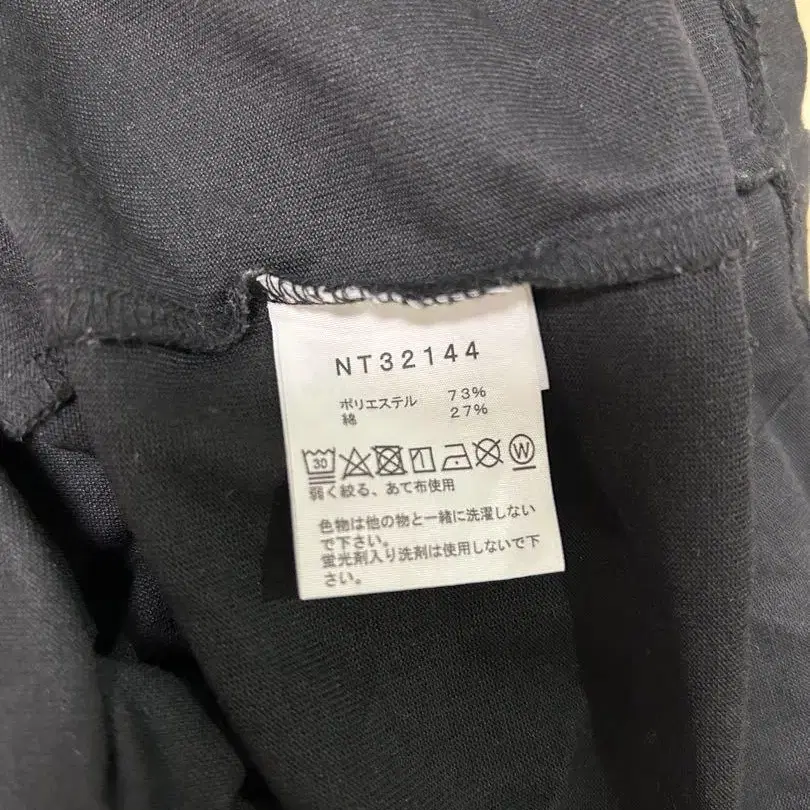 NT32144
ポリエステル 73%
綿 27%
30 W
弱く絞る、あて布使用
色物は他の物と一緒に洗濯しない
で下さい。
蛍光剤入り洗剤は使用しないで下
さい。